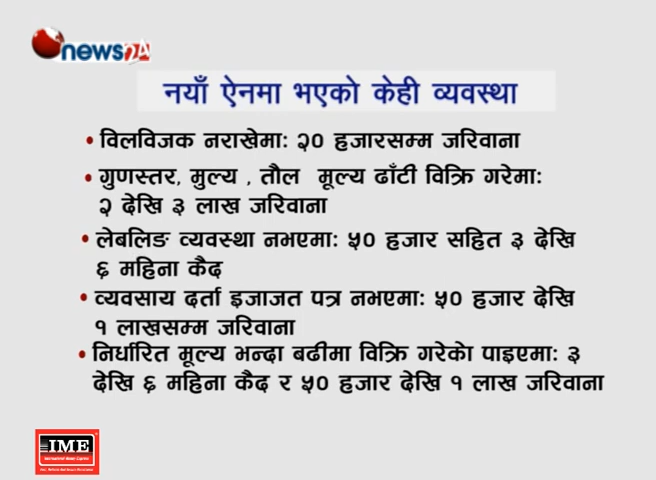 news24
नयाँ ऐनमा भएको केही व्यवस्था
• विलविजक नराखेमाः २० हजारसम्म जरिवाना
• गुणस्तर, मुल्य , तौल मूल्य ढाँटी विक्रि गरेमाः
२ देखि ३ लाख जरिवाना
• लेबलिङ व्यवस्था नभएमाः ५० हजार सहित ३ देखि
६ महिना कैद
• व्यवसाय दर्ता इजाजत पत्र नभएमाः ५० हजार देखि
१ लाखसम्म जरिवाना
• निर्धारित मूल्य भन्दा बढीमा विक्रि गरेकाे पाइएमाः ३
देखि ६ महिना कैद र ५० हजार देखि १ लाख जरिवाना
IME